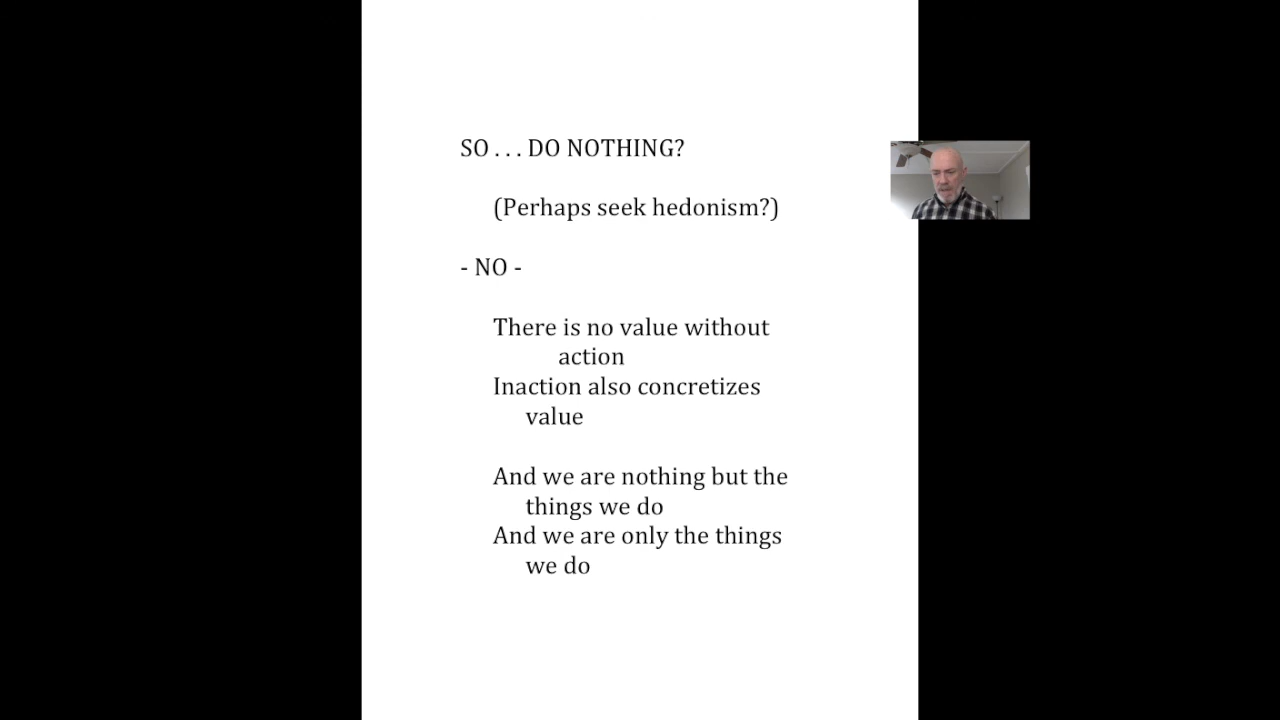 SO . . . DO NOTHING?
(Perhaps seek hedonism?)
- NO -
There is no value without
action
Inaction also concretizes
value
And we are nothing but the
things we do
And we are only the things
we do